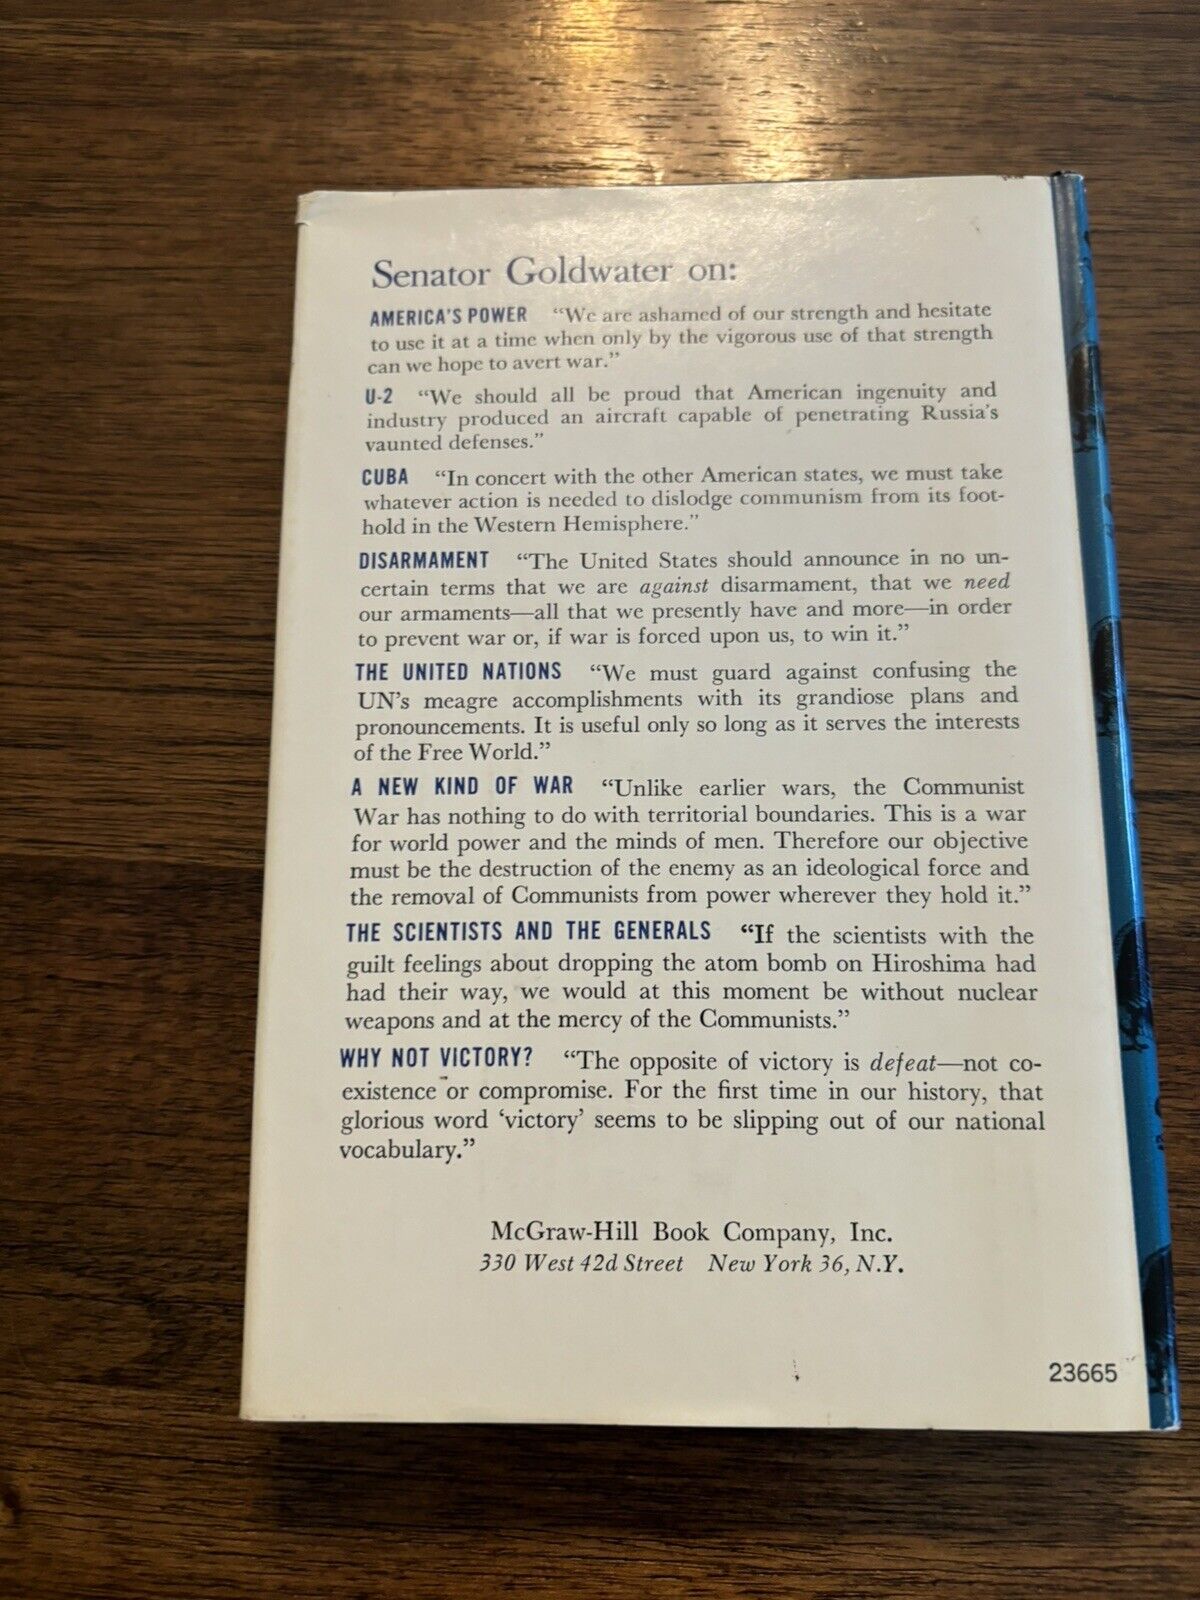 Senator Goldwater on:
AMERICA'S POWER “We are ashamed of our strength and hesitate
to use it at a time when only by the vigorous use of that strength
can we hope to avert war.”
U-2 “We should all be proud that American ingenuity and
industry produced an aircraft capable of penetrating Russia's
vaunted defenses.”
CUBA “In concert with the other American states, we must take
whatever action is needed to dislodge communism from its foot-
hold in the Western Hemisphere.”
DISARMAMENT “The United States should announce in no un-
certain terms that we are against disarmament, that we need
our armaments—all that we presently have and more—in order
to prevent war or, if war is forced upon us, to win it.”
THE UNITED NATIONS “We must guard against confusing the
UN's meagre accomplishments with its grandiose plans and
pronouncements. It is useful only so long as it serves the interests
of the Free World.”
A NEW KIND OF WAR “Unlike earlier wars, the Communist
War has nothing to do with territorial boundaries. This is a war
for world power and the minds of men. Therefore our objective
must be the destruction of the enemy as an ideological force and
the removal of Communists from power wherever they hold it.”
THE SCIENTISTS AND THE GENERALS “If the scientists with the
guilt feelings about dropping the atom bomb on Hiroshima had
had their way, we would at this moment be without nuclear
weapons and at the mercy of the Communists.”
WHY NOT VICTORY? “The opposite of victory is defeat—not co-
existence or compromise. For the first time in our history, that
glorious word ‘victory’ seems to be slipping out of our national
vocabulary.”
McGraw-Hill Book Company, Inc.
330 West 42d Street New York 36, N.Y.
23665